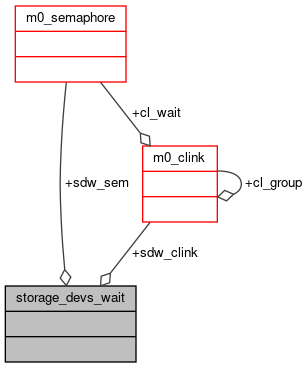 m0_semaphore
+cl_wait
m0_clink
+sdw_sem
+cl_group
+sdw_clink
storage_devs_wait